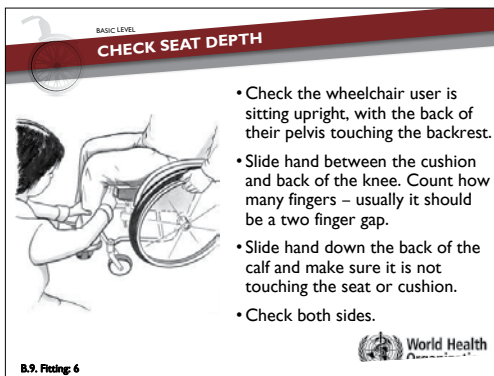 BASIC LEVEL
CHECK SEAT DEPTH
• Check the wheelchair user is
sitting upright, with the back of
their pelvis touching the backrest.
• Slide hand between the cushion
and back of the knee. Count how
many fingers – usually it should
be a two finger gap.
• Slide hand down the back of the
calf and make sure it is not
touching the seat or cushion.
• Check both sides.
World Health
B.9. Fitting: 6